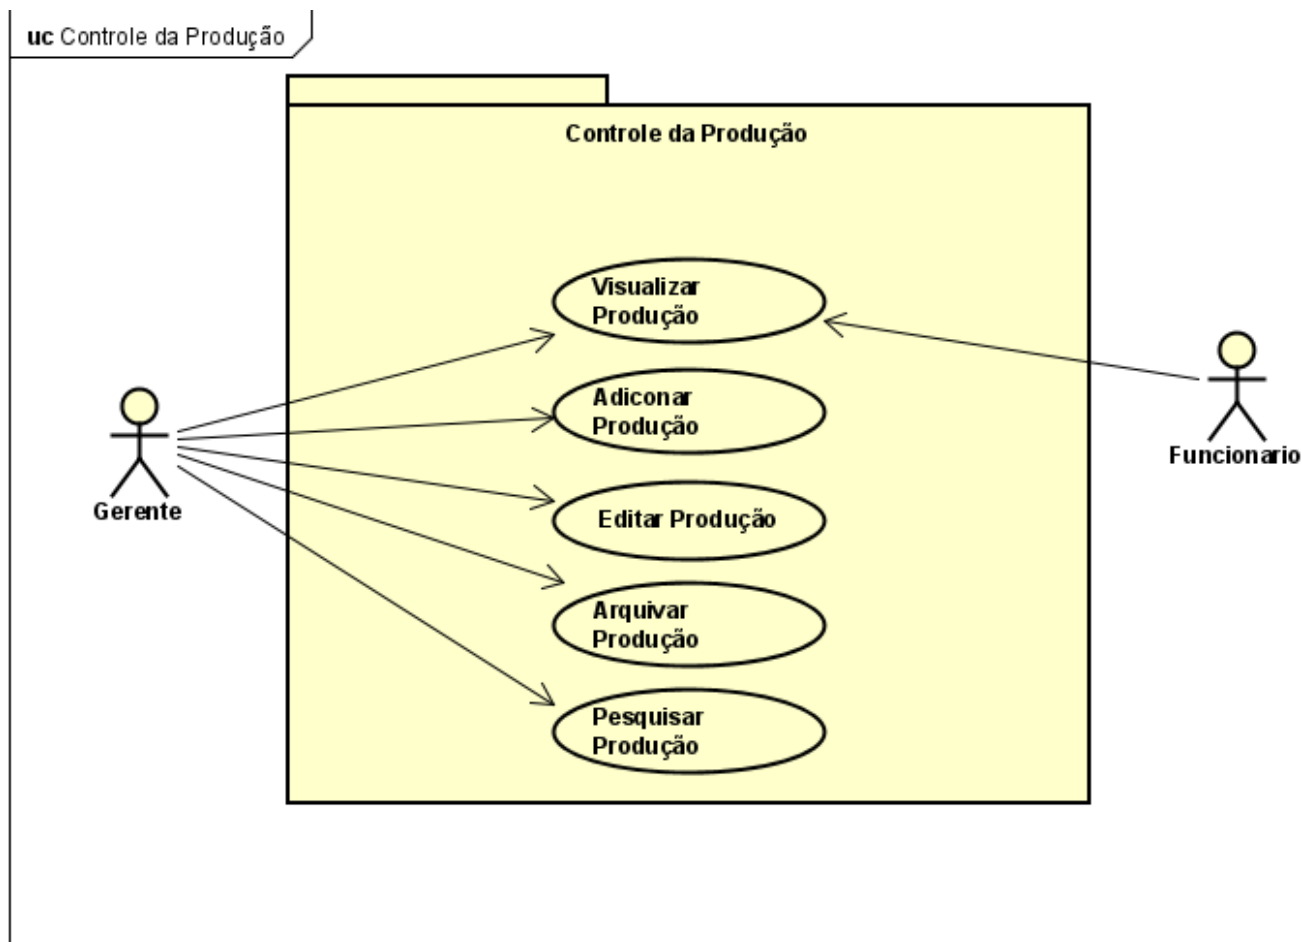 uc Controle da Produção
Controle da Produção
Visualizar
Produção
Adiconar
Produção
Editar Produção
Arquivar
Produção
Pesquisar
Produção
Gerente
Funcionario